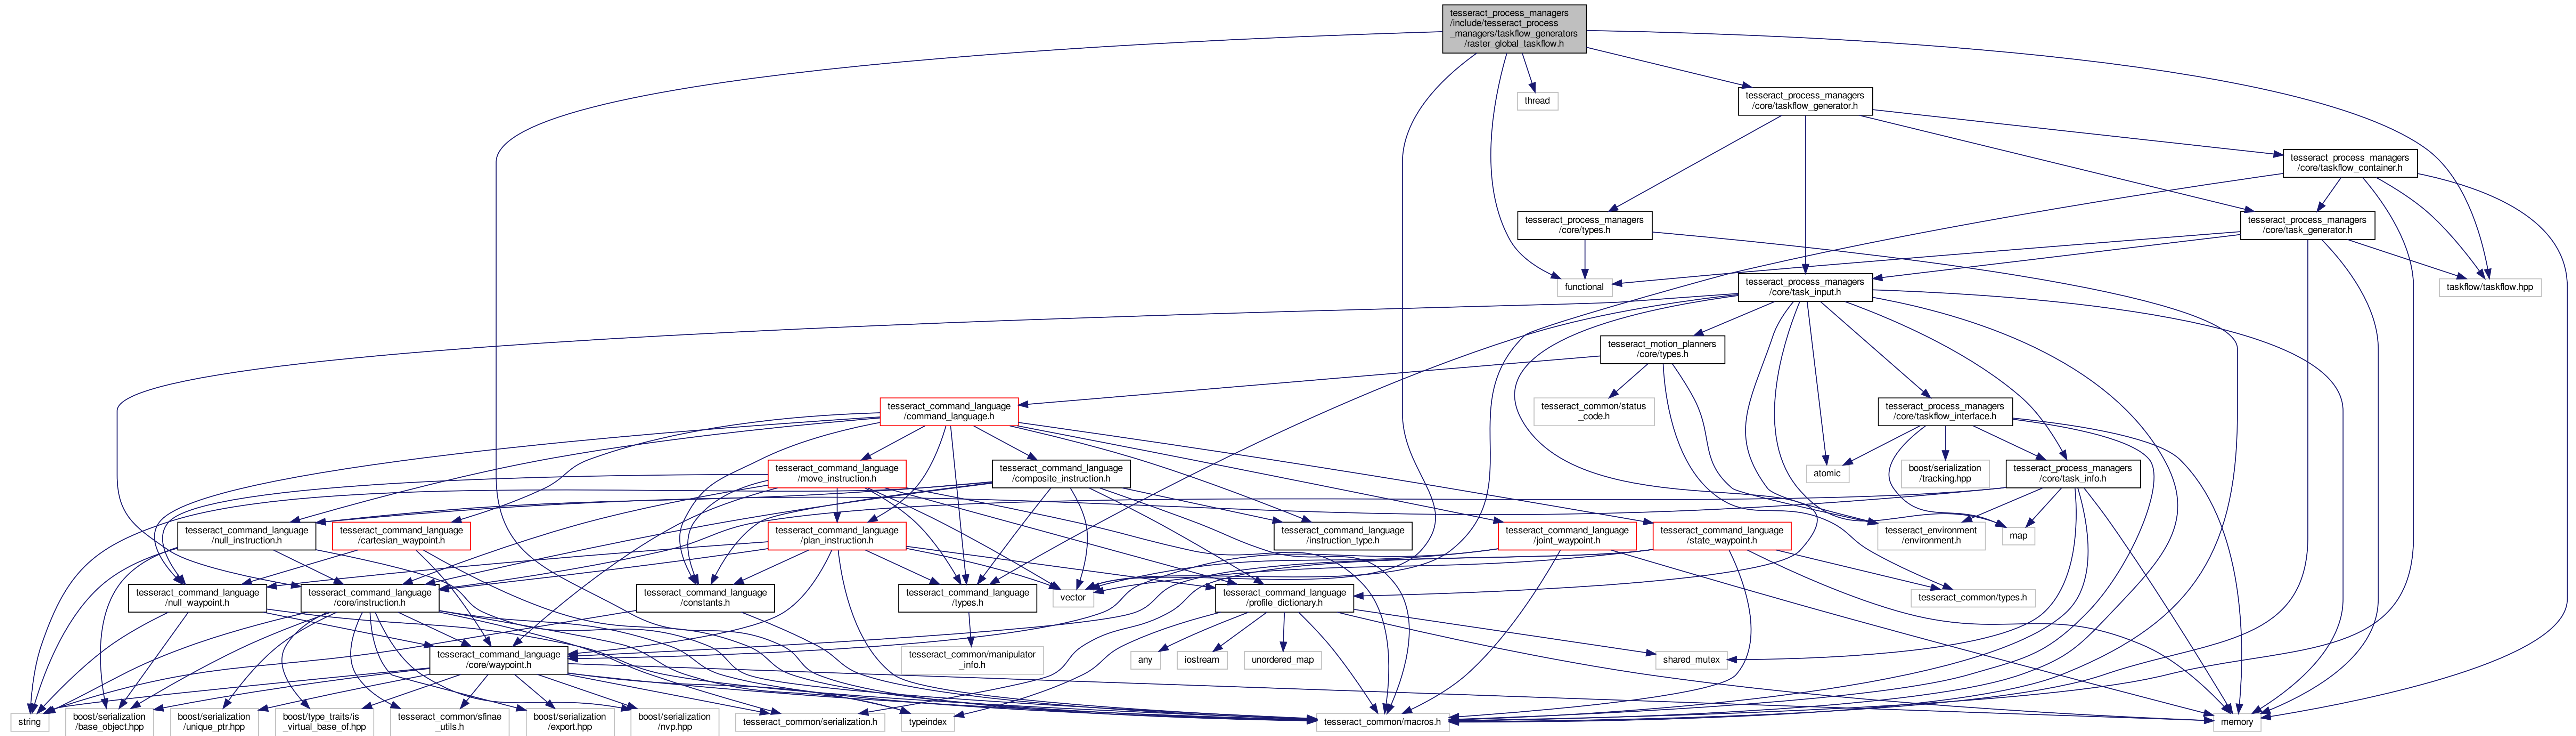 tesseract_process_managers
/include/tesseract_process
_managers/taskflow_generators
/raster_global_taskflow.h
thread
tesseract_process_managers
/core/taskflow_generator.h
tesseract_process_managers
/core/taskflow_container.h
tesseract_process_managers
/core/types.h
tesseract_process_managers
/core/task_generator.h
functional
tesseract_process_managers
/core/task_input.h
taskflow/taskflow.hpp
tesseract_motion_planners
/core/types.h
tesseract_command_language
/command_language.h
tesseract_common/status
_code.h
tesseract_process_managers
/core/taskflow_interface.h
tesseract_command_language
/move_instruction.h
tesseract_command_language
/composite_instruction.h
atomic
boost/serialization
/tracking.hpp
tesseract_process_managers
/core/task_info.h
tesseract_command_language
/null_instruction.h
tesseract_command_language
/cartesian_waypoint.h
tesseract_command_language
/plan_instruction.h
tesseract_command_language
/instruction_type.h
tesseract_command_language
/joint_waypoint.h
tesseract_command_language
/state_waypoint.h
tesseract_environment
/environment.h
map
tesseract_command_language
/null_waypoint.h
tesseract_command_language
/core/instruction.h
tesseract_command_language
/constants.h
tesseract_command_language
/types.h
vector
tesseract_command_language
/profile_dictionary.h
tesseract_common/types.h
tesseract_command_language
/core/waypoint.h
tesseract_common/manipulator
_info.h
any
iostream
unordered_map
shared_mutex
string
boost/serialization
/base_object.hpp
boost/serialization
/unique_ptr.hpp
boost/type_traits/is
_virtual_base_of.hpp
tesseract_common/sfinae
_utils.h
boost/serialization
/export.hpp
boost/serialization
/nvp.hpp
tesseract_common/serialization.h
typeindex
tesseract_common/macros.h
memory